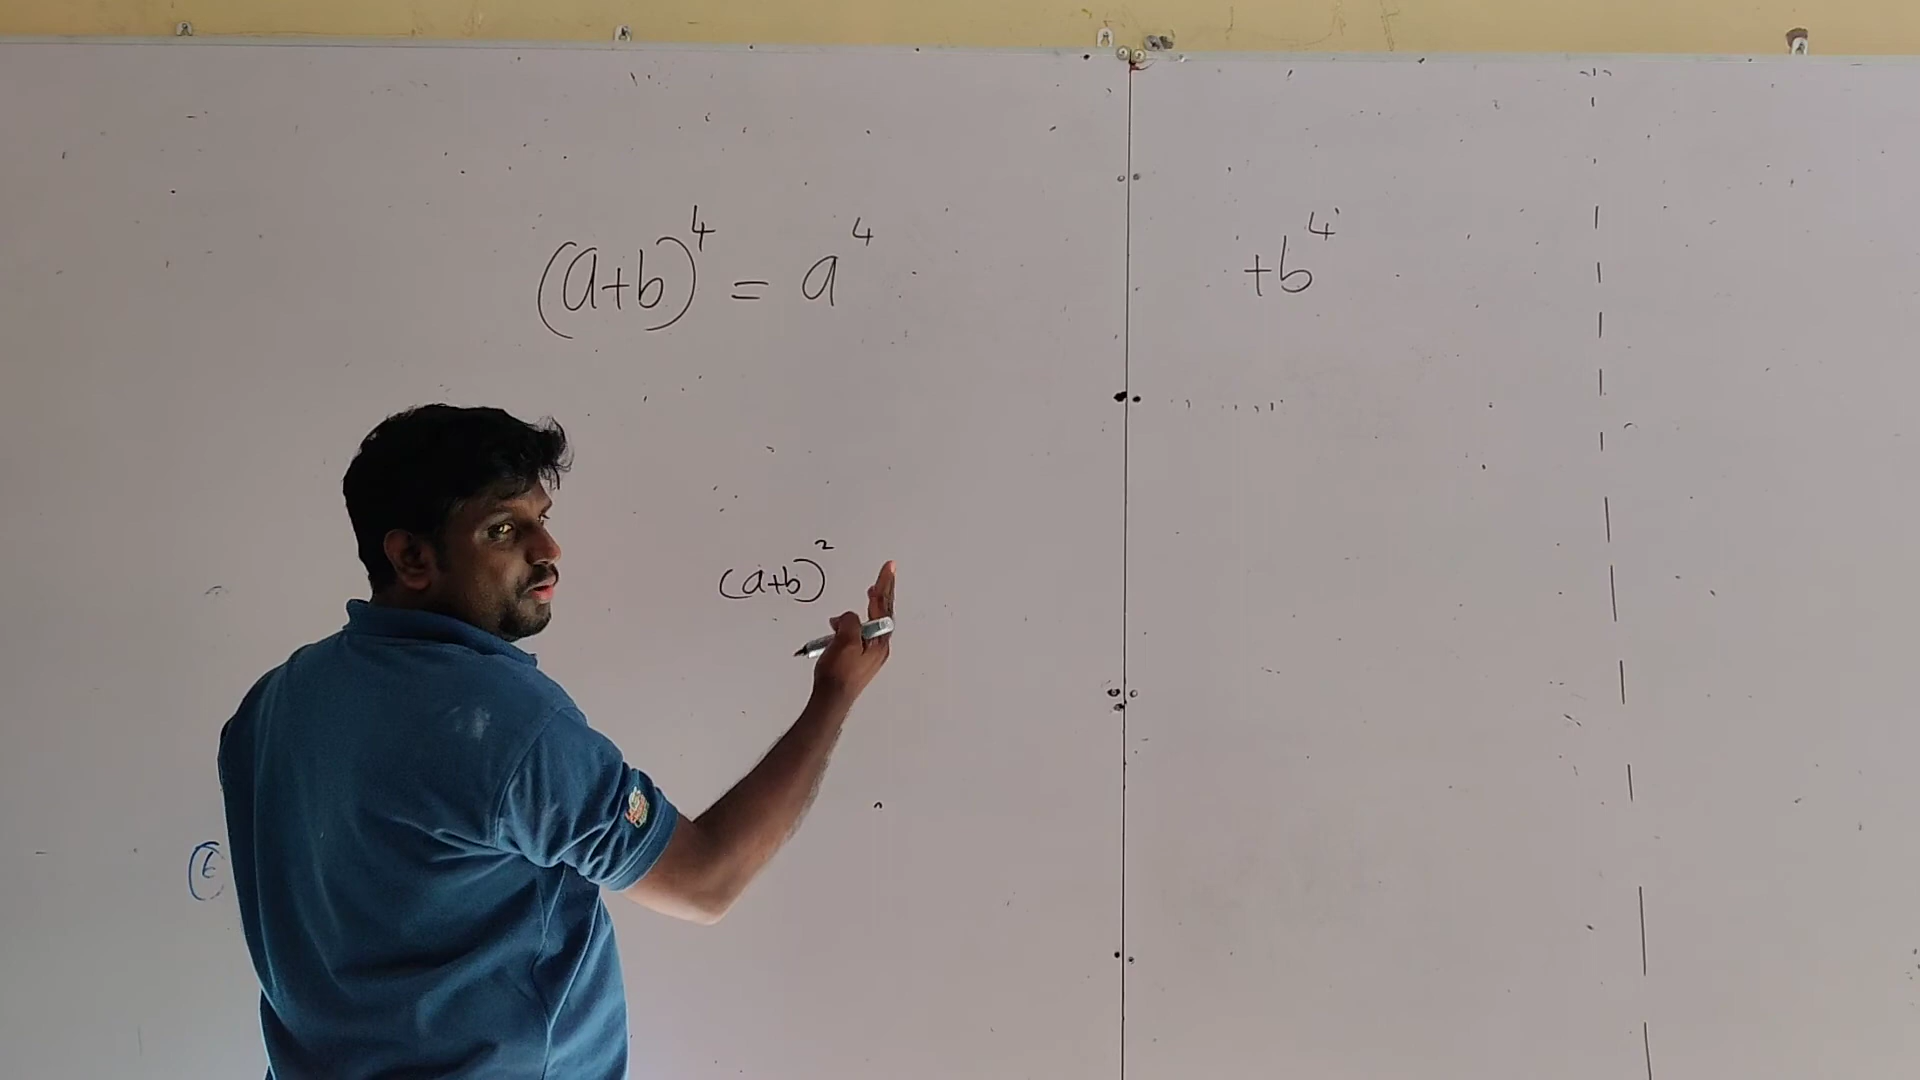 (a+b)⁴ = a⁴ +b⁴
(a+b)²